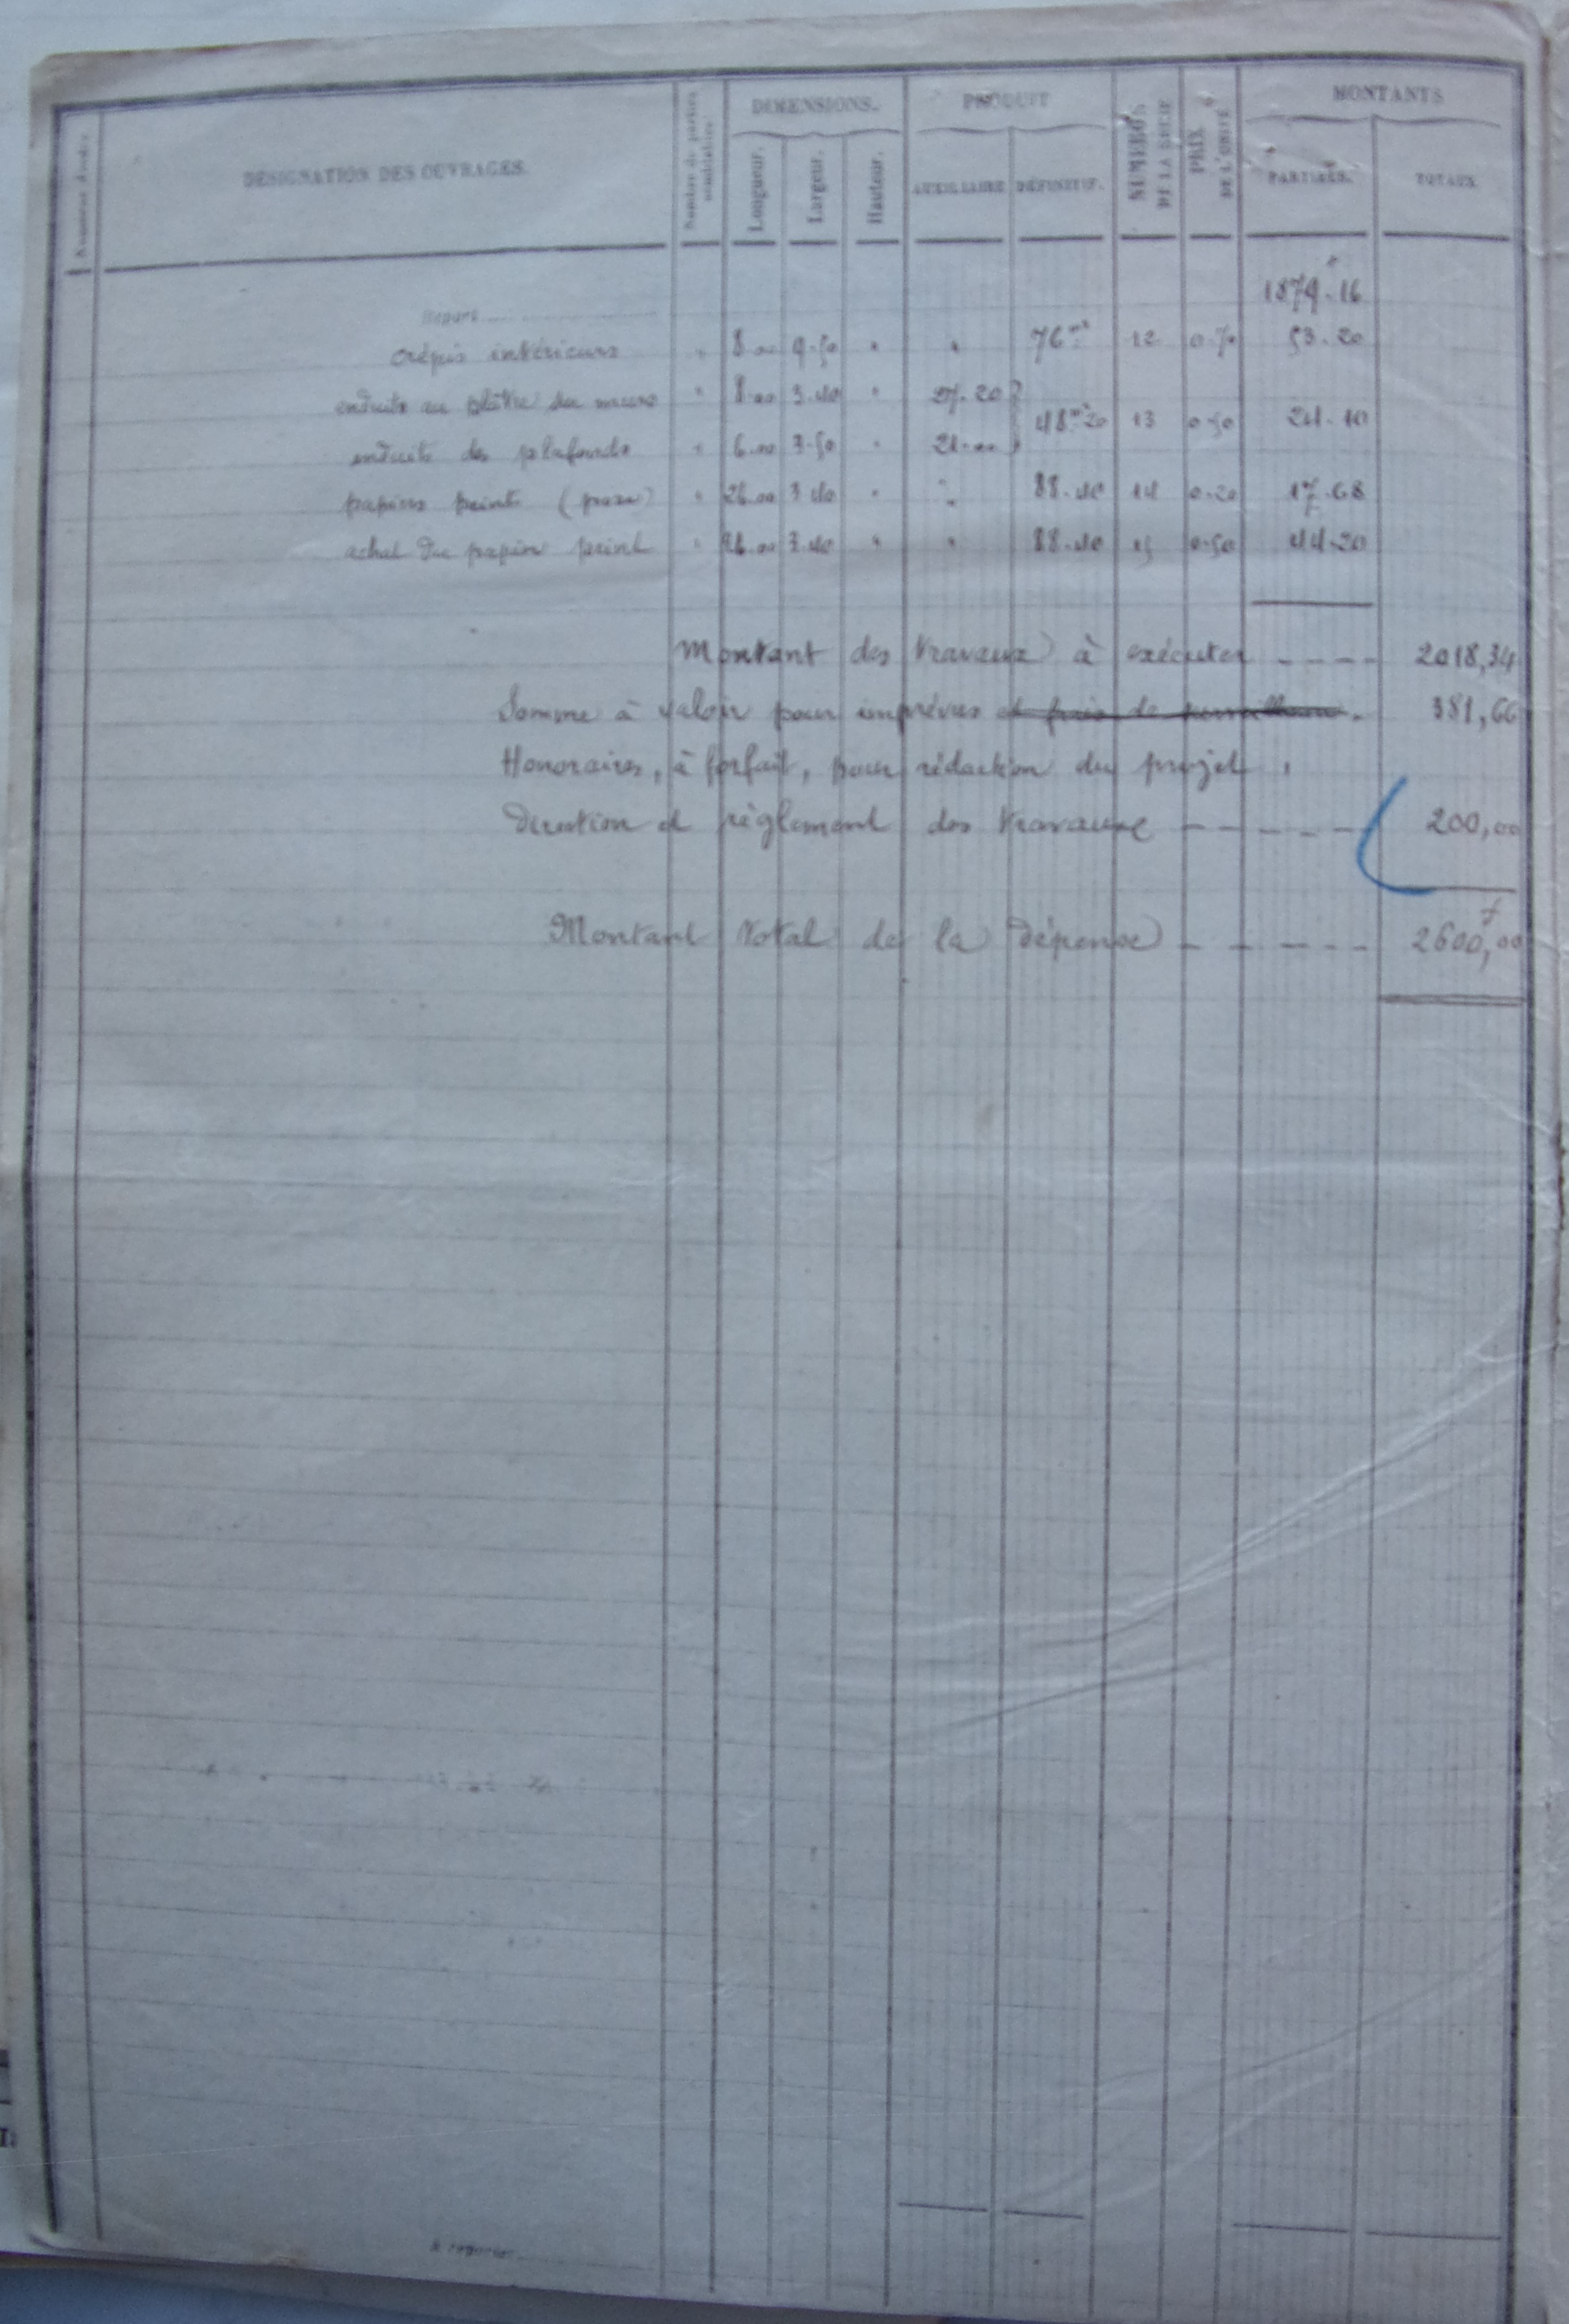 Numéros d'ordre
DÉSIGNATION DES OUVRAGES.
Nombre de parties semblables
DIMENSIONS.
Longueur.
Largeur.
Hauteur.
PRODUIT
AUXILIAIRE
DÉFINITIF.
NUMÉROS DE LA SÉRIE
PRIX DE L'UNITÉ
MONTANTS
PARTIELS.
TOTAUX
Report 1879.16
crépis intérieurs " 8.00 9.50 " " 76 m² 12 0.70 53.20
enduits au plâtre des murs " 8.00 3.40 " 27.20
48 m² 20 13 0.50 24.10
enduits des plafonds " 6.00 3.50 " 21.00
papiers peints (pose) " 26.00 3.40 " " 88.40 14 0.20 17.68
achat du papier peint " 26.00 3.40 " " 88.40 15 0.50 44.20
Montant des travaux à exécuter ---- 2018,34
Somme à valoir pour imprévus et frais de surveillance. 381,66
Honoraires, à forfait, pour rédaction du projet,
direction et règlement des travaux ----- 200,00
Montant total de la dépense ----- 2600,00 f
A reporter